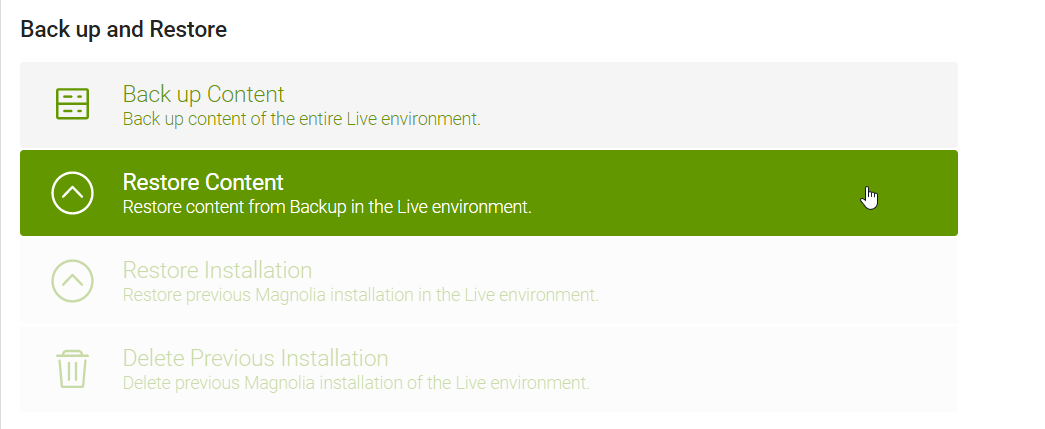 Back up and Restore
Back up Content
Back up content of the entire Live environment.
Restore Content
Restore content from Backup in the Live environment.
Restore Installation
Restore previous Magnolia installation in the Live environment.
Delete Previous Installation
Delete previous Magnolia installation of the Live environment.